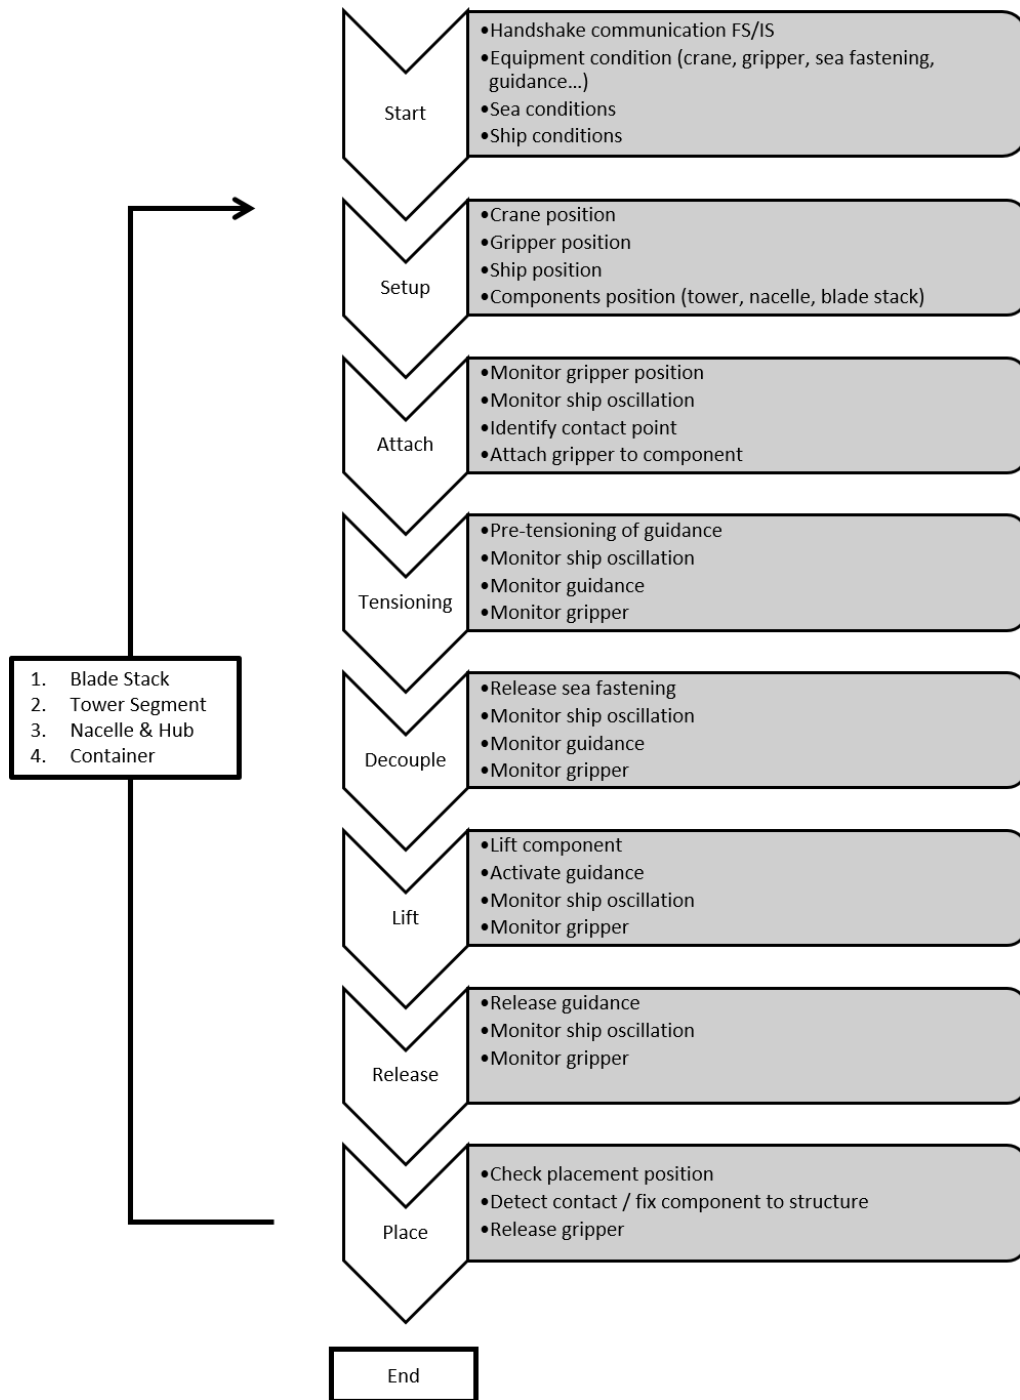 •Handshake communication FS/IS
•Equipment condition (crane, gripper, sea fastening,
guidance...)
•Sea conditions
•Ship conditions
Start
•Crane position
•Gripper position
•Ship position
•Components position (tower, nacelle, blade stack)
Setup
•Monitor gripper position
•Monitor ship oscillation
•Identify contact point
•Attach gripper to component
Attach
•Pre-tensioning of guidance
•Monitor ship oscillation
•Monitor guidance
•Monitor gripper
Tensioning
1. Blade Stack
2. Tower Segment
3. Nacelle & Hub
4. Container
•Release sea fastening
•Monitor ship oscillation
•Monitor guidance
•Monitor gripper
Decouple
•Lift component
•Activate guidance
•Monitor ship oscillation
•Monitor gripper
Lift
•Release guidance
•Monitor ship oscillation
•Monitor gripper
Release
•Check placement position
•Detect contact / fix component to structure
•Release gripper
Place
End